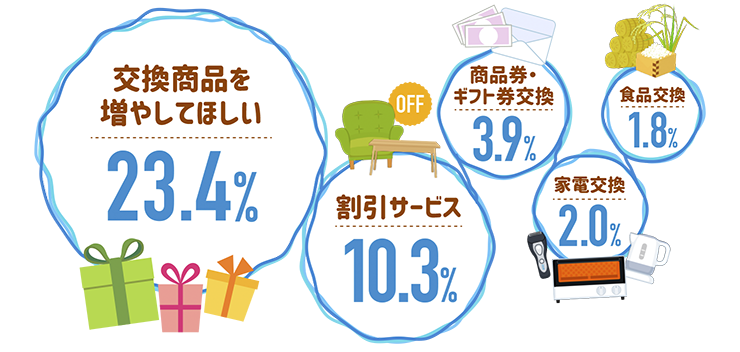 交換商品を
増やしてほしい
23.4%
OFF
割引サービス
10.3%
商品券・
ギフト券交換
3.9%
家電交換
2.0%
食品交換
1.8%